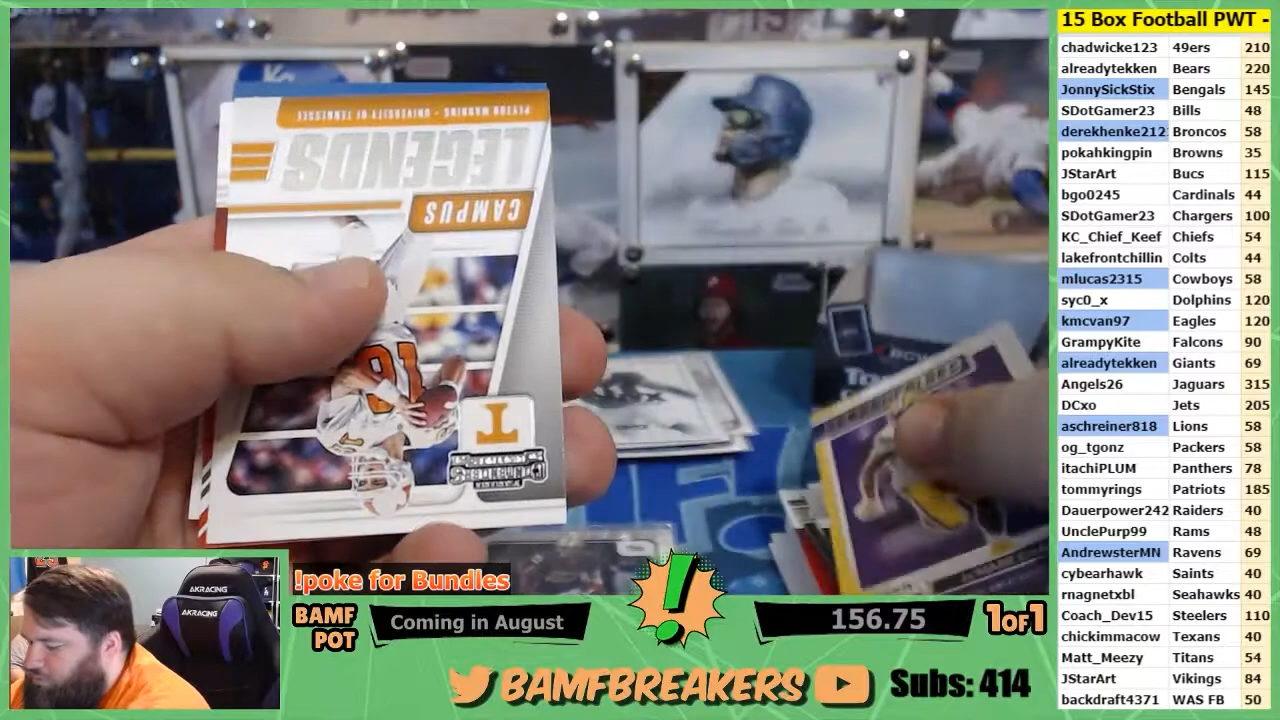 15 Box Football PWT -
chadwicke123 49ers 210
alreadytekken Bears 220
JonnySickStix Bengals 145
SDotGamer23 Bills 48
derekhenke212 Broncos 58
pokahkingpin Browns 35
JStarArt Bucs 115
bgo0245 Cardinals 44
SDotGamer23 Chargers 100
KC_Chief_Keef Chiefs 54
lakefrontchillin Colts 44
mlucas2315 Cowboys 58
syc0_x Dolphins 120
kmcvan97 Eagles 120
GrampyKite Falcons 90
alreadytekken Giants 69
Angels26 Jaguars 315
DCxo Jets 205
aschreiner818 Lions 58
og_tgonz Packers 58
itachiPLUM Panthers 78
tommyrings Patriots 185
Dauerpower242 Raiders 40
UnclePurp99 Rams 48
AndrewsterMN Ravens 69
cybearhawk Saints 40
rnagnetxbl Seahawks 40
Coach_Dev15 Steelers 110
chickimmacow Texans 40
Matt_Meezy Titans 54
JStarArt Vikings 84
backdraft4371 WAS FB 50
PEYTON MANNING - UNIVERSITY OF TENNESSEE
LEGENDS
CAMPUS
16
T
CONTENDERS
AKRACING
AKRACING
!poke for Bundles
BAMF
POT
Coming in August
!
156.75
1OF1
BAMFBREAKERS
Subs: 414